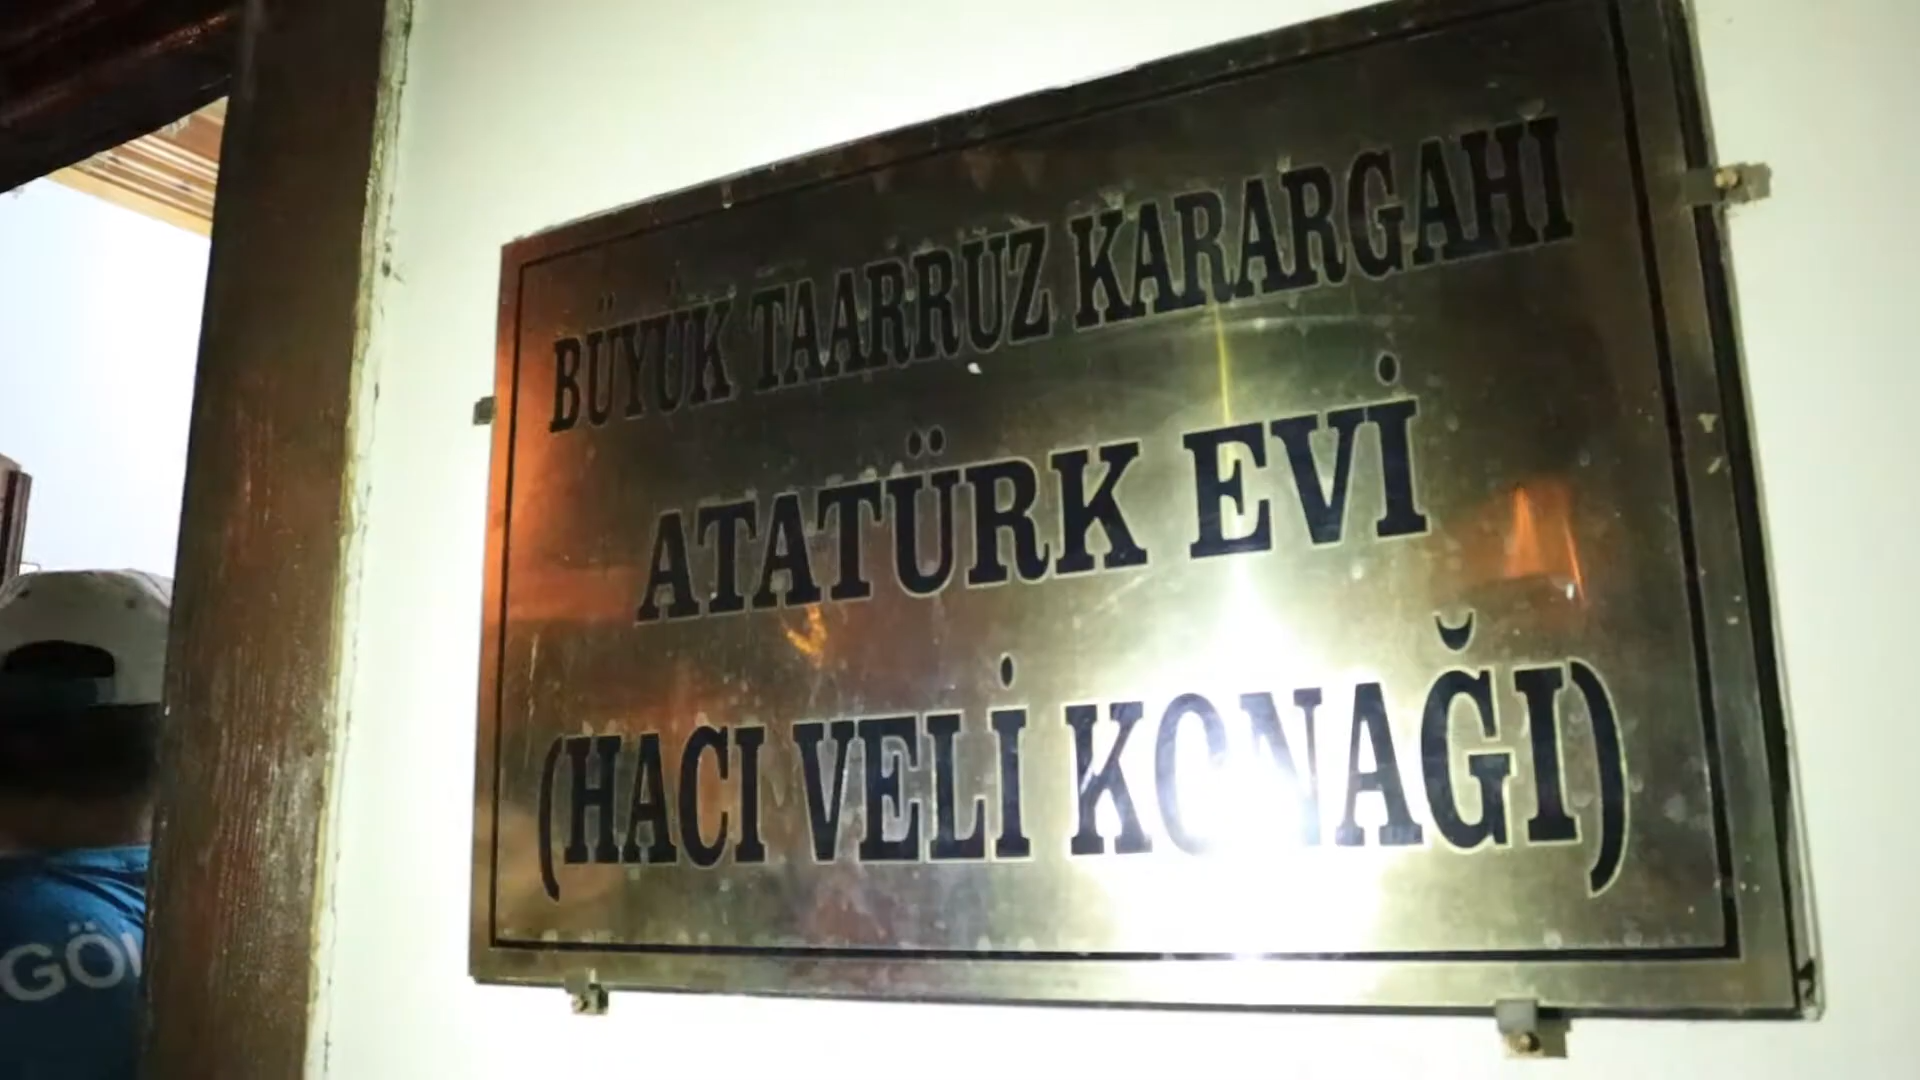 BÜYÜK TAARRUZ KARARGAHI
ATATÜRK EVİ
(HACI VELİ KONAĞI)